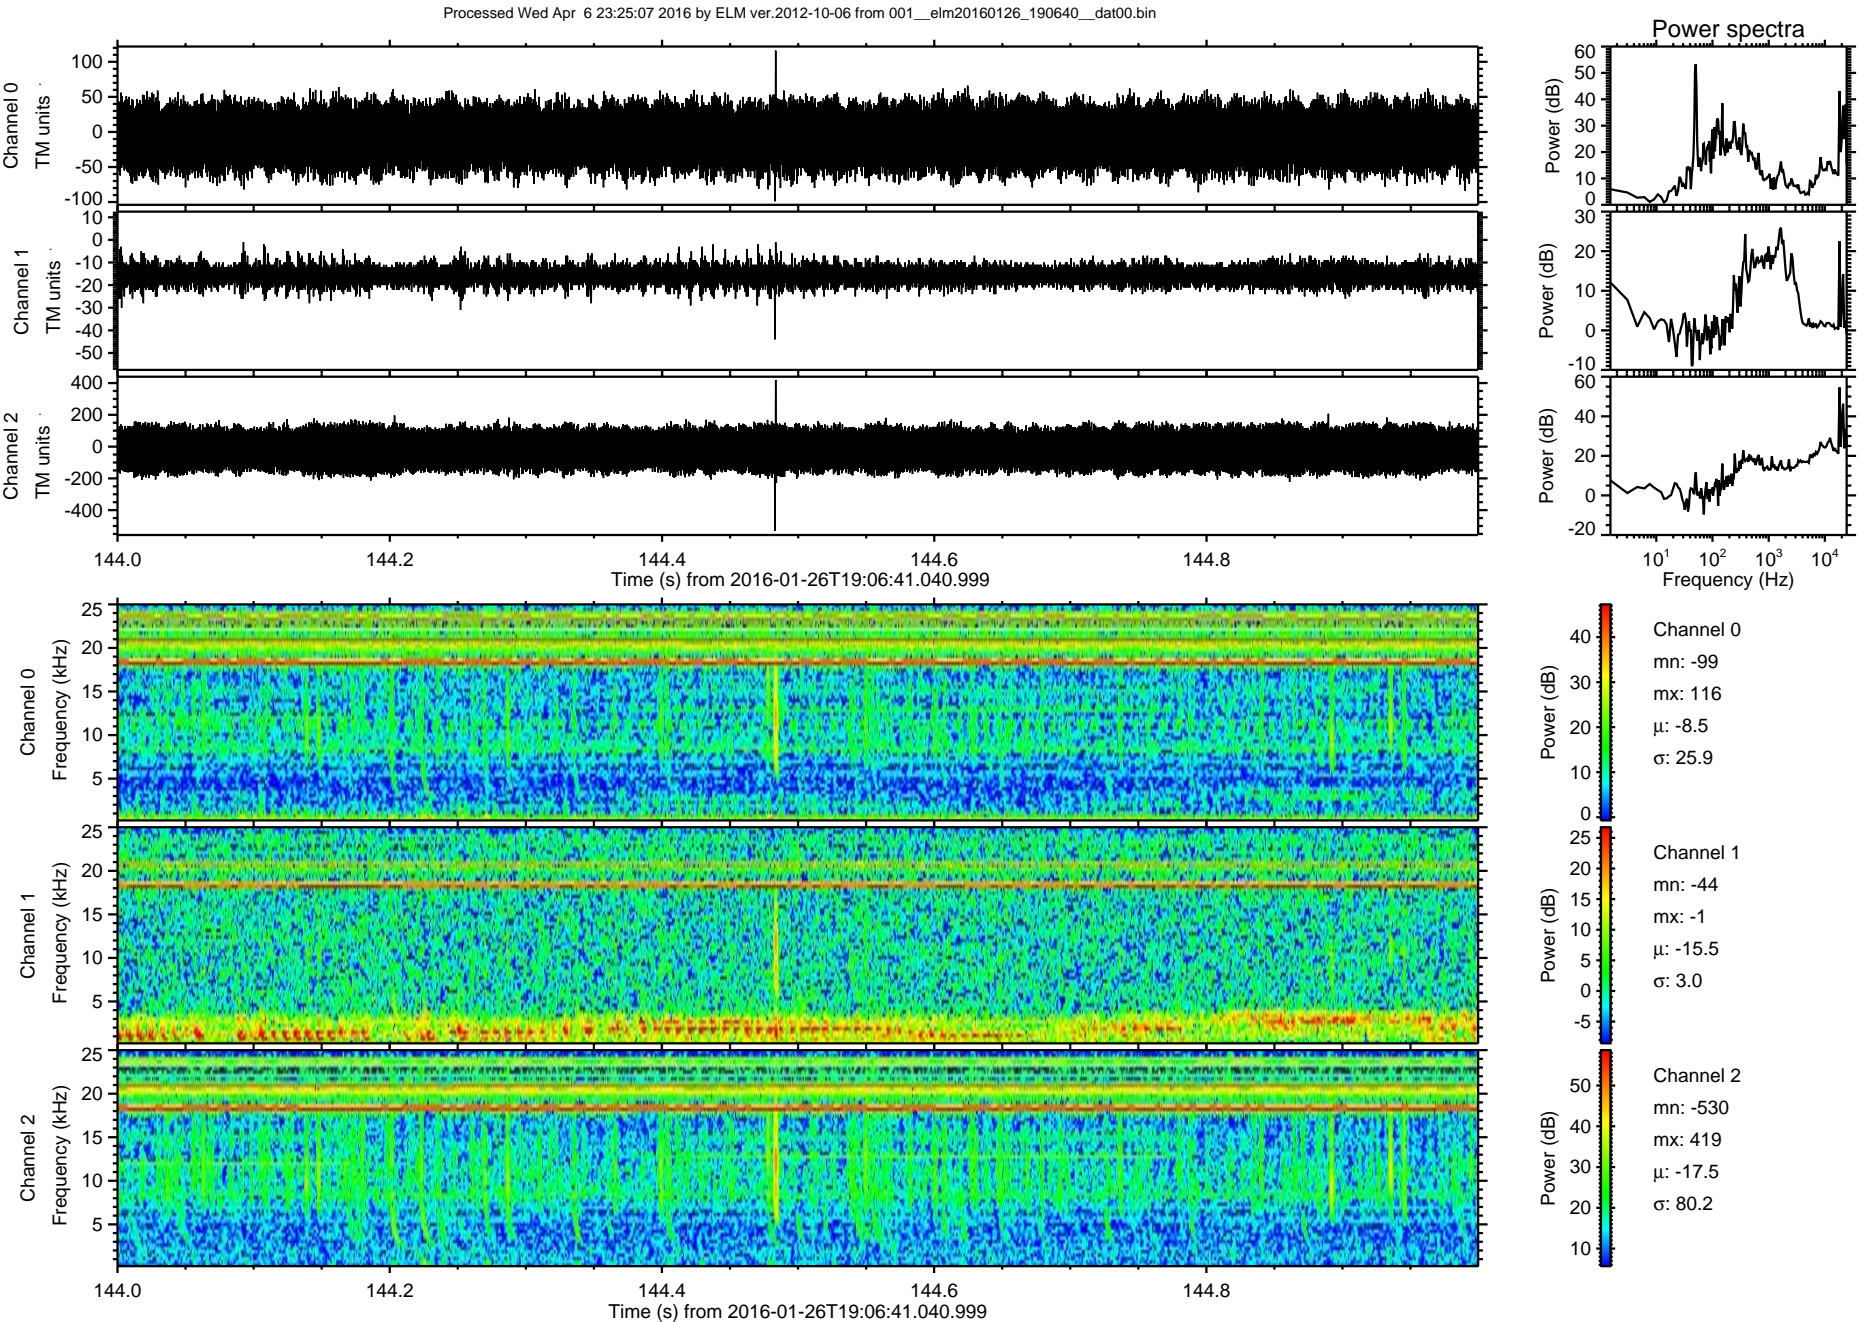 Processed Wed Apr  6 23:25:07 2016 by ELM ver.2012-10-06 from 001__elm20160126_190640__dat00.bin
Power spectra
Channel 0
TM units
100
50
0
-50
-100
Power (dB)
60
50
40
30
20
10
0
Channel 1
TM units
10
0
-10
-20
-30
-40
-50
Power (dB)
30
20
10
0
-10
Channel 2
TM units
400
200
0
-200
-400
Power (dB)
60
40
20
0
-20
144.0 144.2 144.4 144.6 144.8
Time (s) from 2016-01-26T19:06:41.040.999
10¹ 10² 10³ 10⁴
Frequency (Hz)
Channel 0
Frequency (kHz)
25
20
15
10
5
Power (dB)
40
30
20
10
0
Channel 0
mn: -99
mx: 116
μ: -8.5
σ: 25.9
Channel 1
Frequency (kHz)
25
20
15
10
5
Power (dB)
25
20
15
10
5
0
-5
Channel 1
mn: -44
mx: -1
μ: -15.5
σ: 3.0
Channel 2
Frequency (kHz)
25
20
15
10
5
Power (dB)
50
40
30
20
10
Channel 2
mn: -530
mx: 419
μ: -17.5
σ: 80.2
144.0 144.2 144.4 144.6 144.8
Time (s) from 2016-01-26T19:06:41.040.999